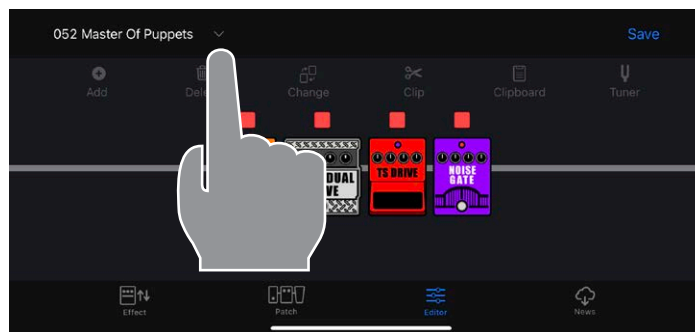 052 Master Of Puppets
Save
Add
Change
Clip
Clipboard
Tuner
DUAL
TS DRIVE
NOISE
GATE
Effect
Patch
Editor
News